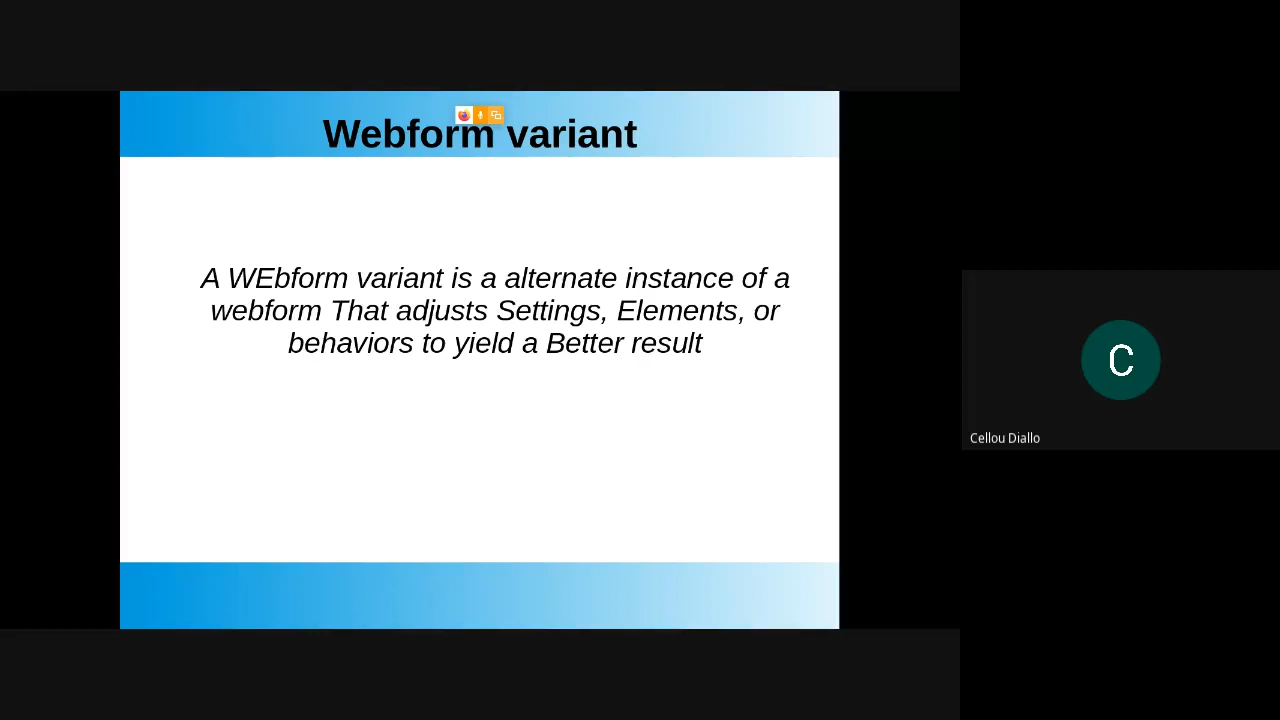 Webform variant
A WEbform variant is a alternate instance of a
webform That adjusts Settings, Elements, or
behaviors to yield a Better result
C
Cellou Diallo